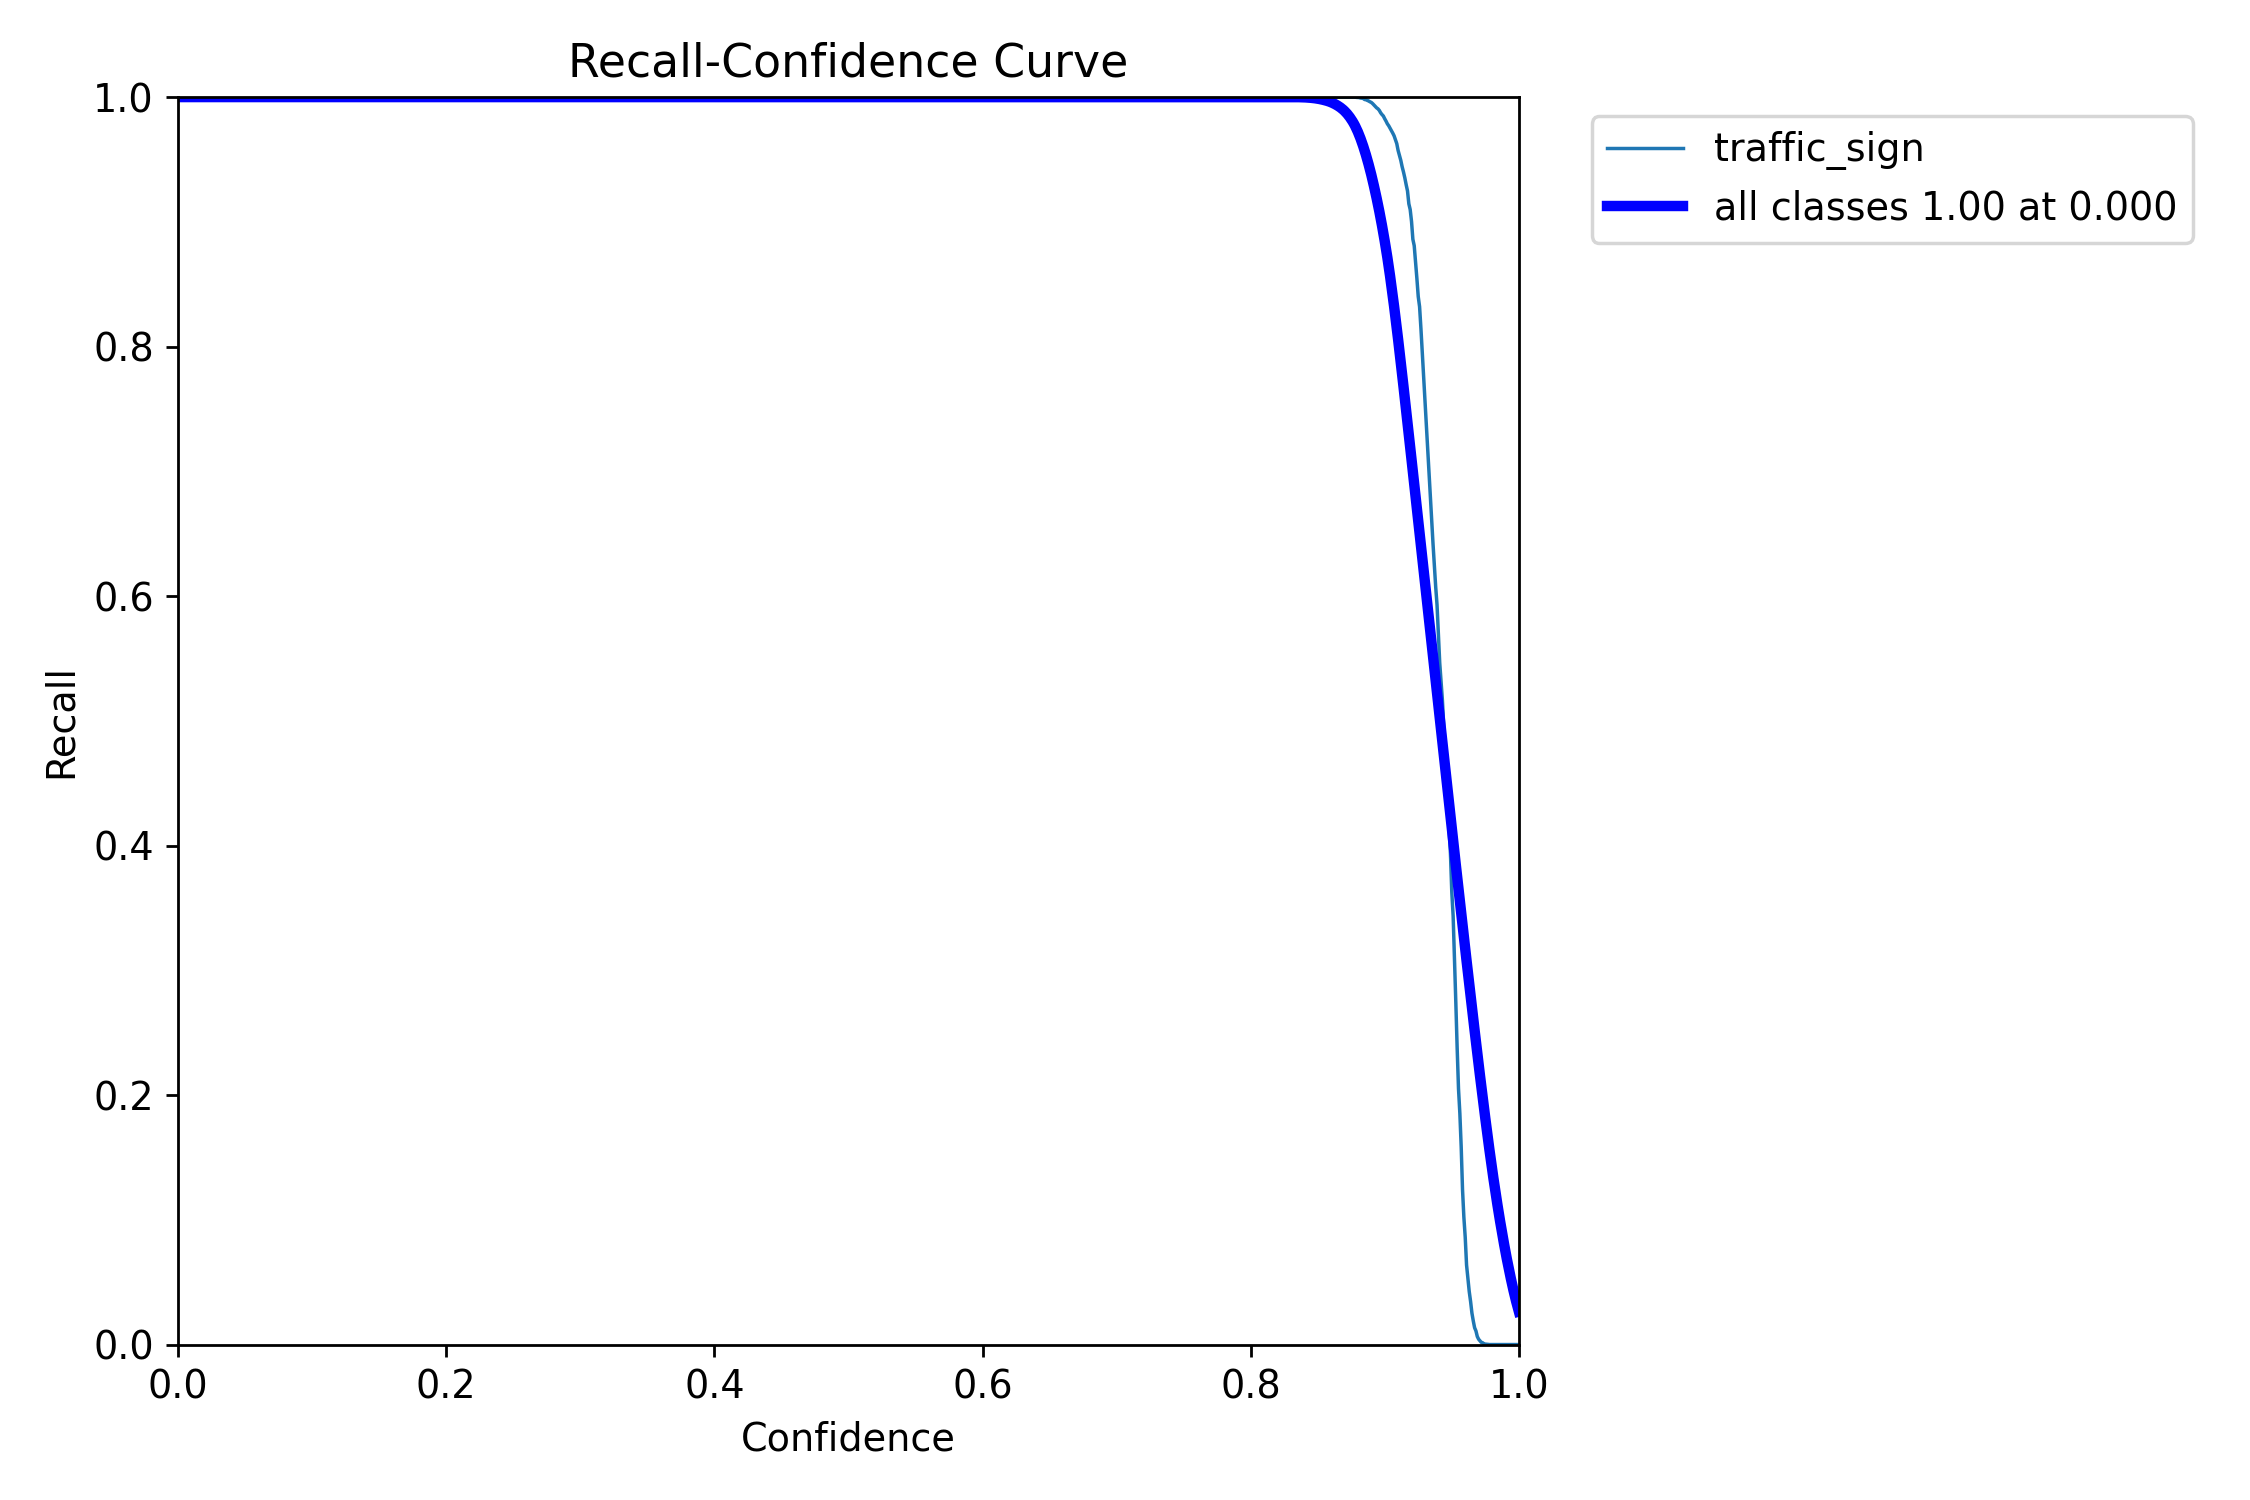 Recall-Confidence Curve
1.0
0.8
0.6
0.4
0.2
0.0
Recall
0.0 0.2 0.4 0.6 0.8 1.0
Confidence
traffic_sign
all classes 1.00 at 0.000